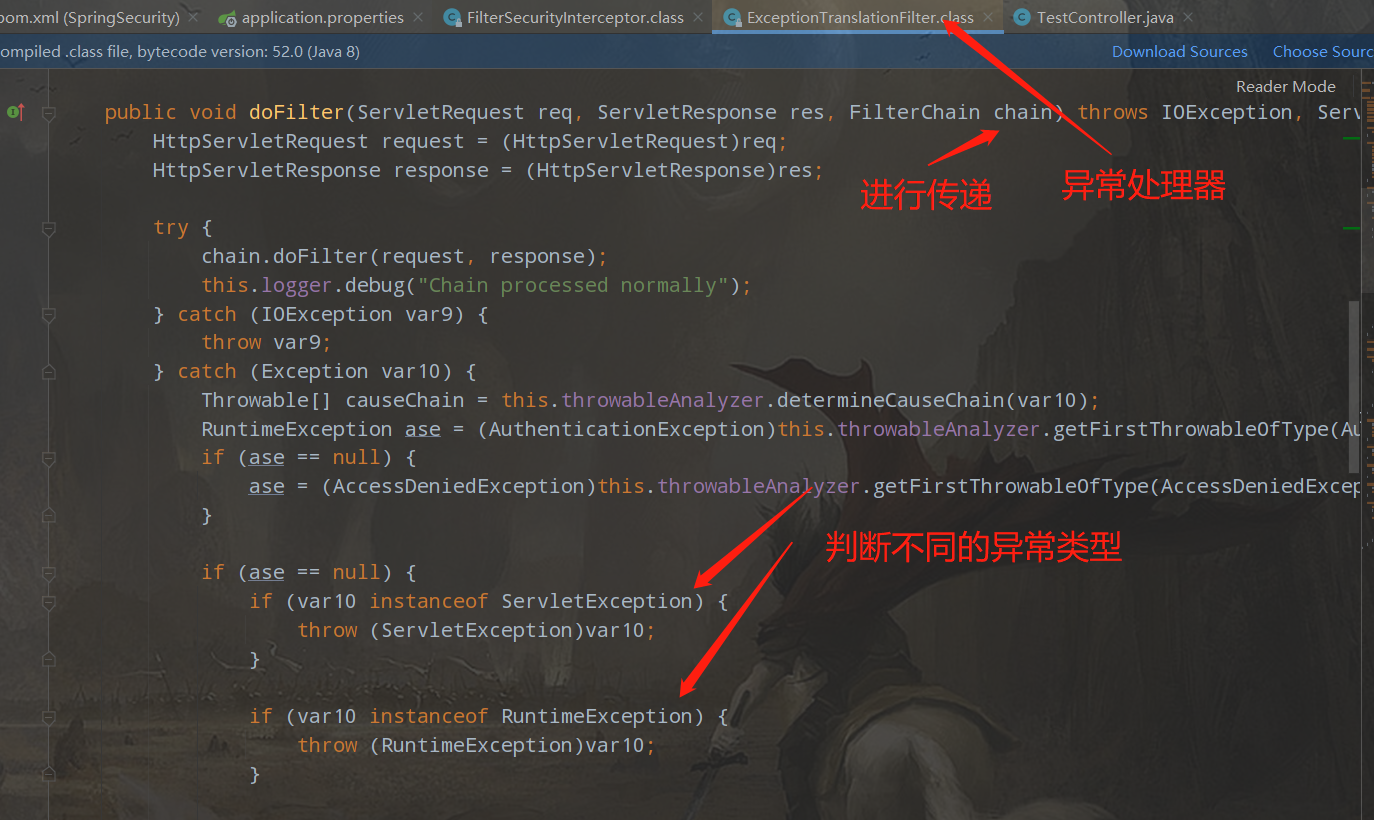 oom.xml (SpringSecurity) application.properties FilterSecurityInterceptor.class ExceptionTranslationFilter.class TestController.java
ompiled .class file, bytecode version: 52.0 (Java 8) Download Sources Choose Sourc
Reader Mode
public void doFilter(ServletRequest req, ServletResponse res, FilterChain chain) throws IOException, Serv
HttpServletRequest request = (HttpServletRequest)req;
HttpServletResponse response = (HttpServletResponse)res;
进行传递 异常处理器
try {
chain.doFilter(request, response);
this.logger.debug("Chain processed normally");
} catch (IOException var9) {
throw var9;
} catch (Exception var10) {
Throwable[] causeChain = this.throwableAnalyzer.determineCauseChain(var10);
RuntimeException ase = (AuthenticationException)this.throwableAnalyzer.getFirstThrowableOfType(Au
if (ase == null) {
ase = (AccessDeniedException)this.throwableAnalyzer.getFirstThrowableOfType(AccessDeniedExcep
}
判断不同的异常类型
if (ase == null) {
if (var10 instanceof ServletException) {
throw (ServletException)var10;
}
if (var10 instanceof RuntimeException) {
throw (RuntimeException)var10;
}